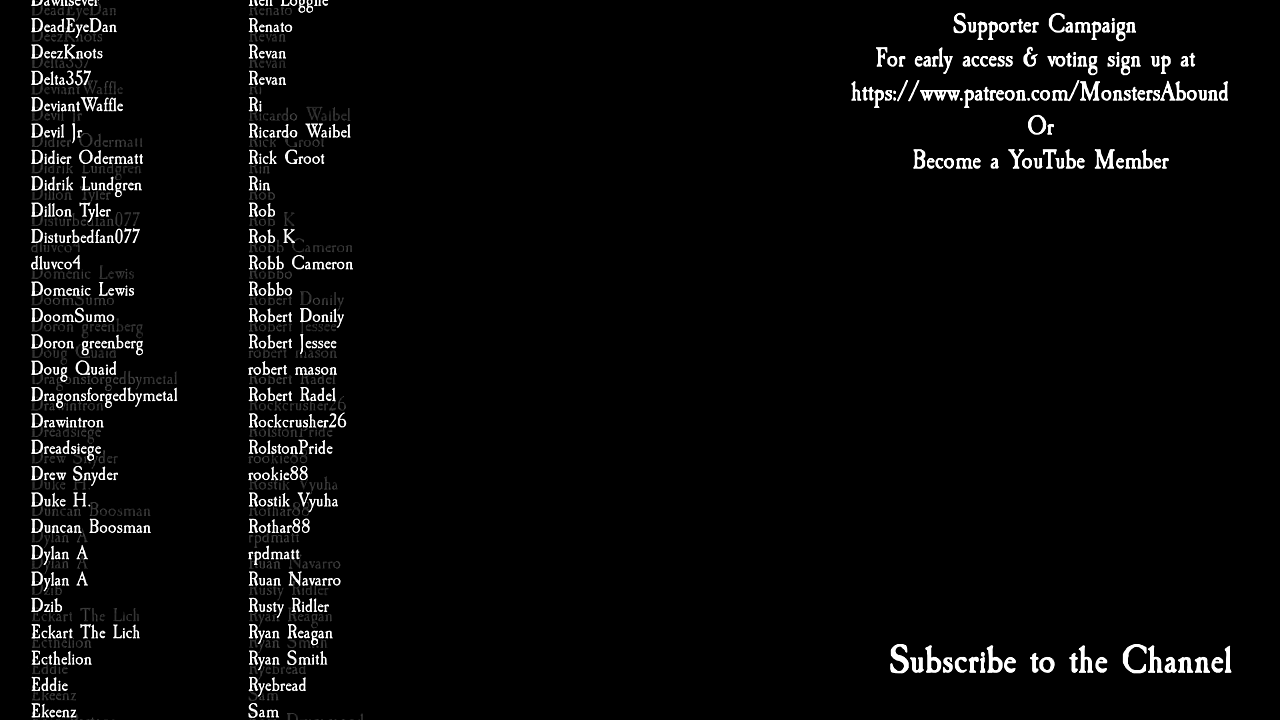 Dawnsever
DeadEyeDan
DeezKnots
Delta357
DeviantWaffle
Devil Jr
Didier Odermatt
Didrik Lundgren
Dillon Tyler
Disturbedfan077
dluvco4
Domenic Lewis
DoomSumo
Doron greenberg
Doug Quaid
Dragonsforgedbymetal
Drawintron
Dreadsiege
Drew Snyder
Duke H.
Duncan Boosman
Dylan A
Dylan A
Dzib
Eckart The Lich
Ecthelion
Eddie
Ekeenz
Ken Loggne
Renato
Revan
Revan
Ri
Ricardo Waibel
Rick Groot
Rin
Rob
Rob K
Robb Cameron
Robbo
Robert Donily
Robert Jessee
robert mason
Robert Radel
Rockcrusher26
RolstonPride
rookie88
Rostik Vyuha
Rothar88
rpdmatt
Ruan Navarro
Rusty Ridler
Ryan Reagan
Ryan Smith
Ryebread
Sam
Supporter Campaign
For early access & voting sign up at
https://www.patreon.com/MonstersAbound
Or
Become a YouTube Member
Subscribe to the Channel